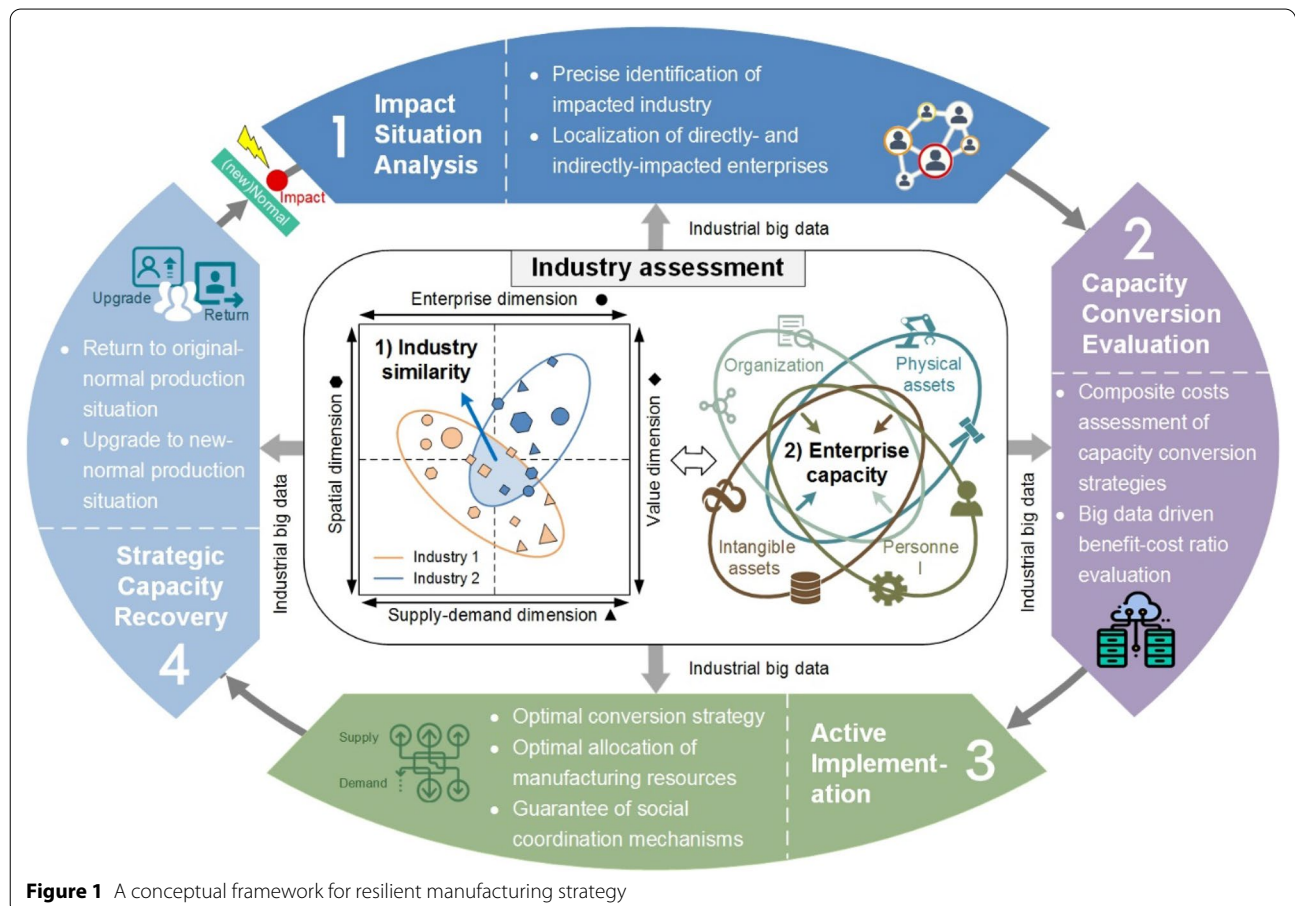 1
Impact
Situation
Analysis
• Precise identification of
impacted industry
• Localization of directly- and
indirectly-impacted enterprises
(new)Normal
Impact
Industrial big data
2
Capacity
Conversion
Evaluation
• Composite costs
assessment of
capacity conversion
strategies
• Big data driven
benefit-cost ratio
evaluation
Industrial big data
Industry assessment
Enterprise dimension
Spatial dimension
1) Industry
similarity
Value dimension
Industry 1
Industry 2
Supply-demand dimension
Organization
Physical
assets
2) Enterprise
capacity
Intangible
assets
Personne
l
Industrial big data
3
Active
Implement-
ation
Supply
Demand
• Optimal conversion strategy
• Optimal allocation of
manufacturing resources
• Guarantee of social
coordination mechanisms
Industrial big data
Upgrade
Return
• Return to original-
normal production
situation
• Upgrade to new-
normal production
situation
Strategic
Capacity
Recovery
4
Figure 1 A conceptual framework for resilient manufacturing strategy